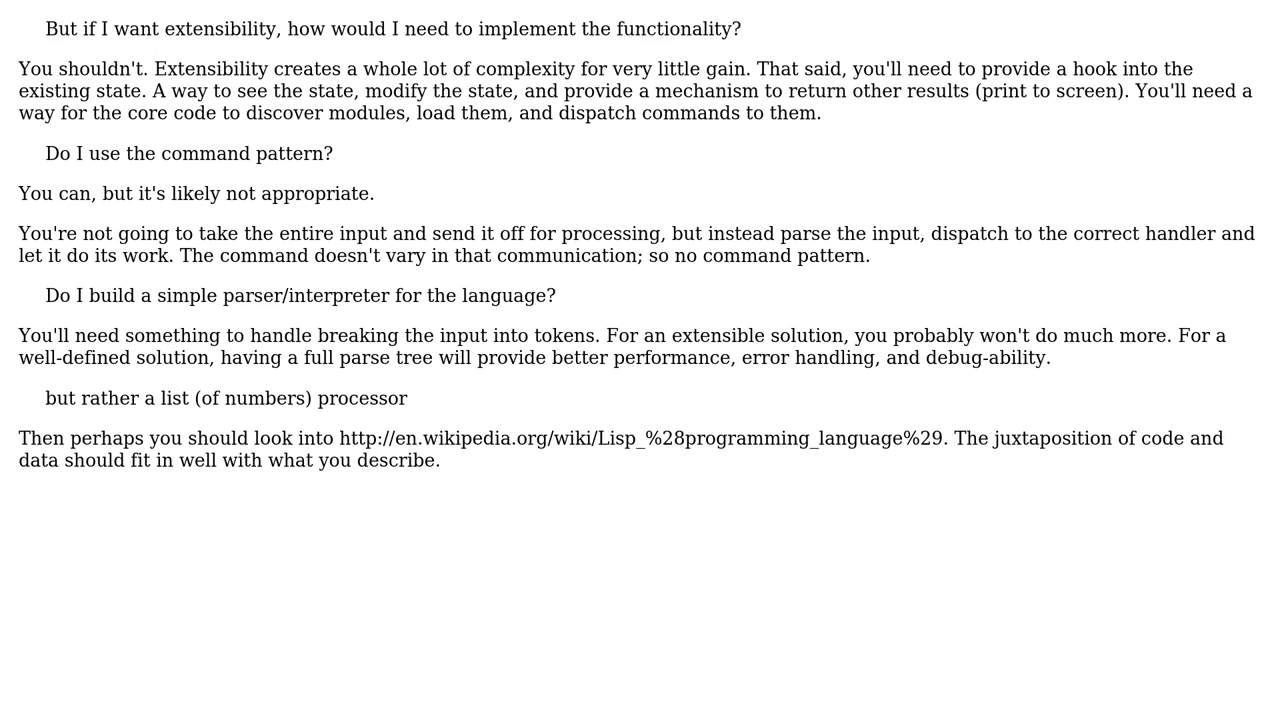 But if I want extensibility, how would I need to implement the functionality?
You shouldn't. Extensibility creates a whole lot of complexity for very little gain. That said, you'll need to provide a hook into the
existing state. A way to see the state, modify the state, and provide a mechanism to return other results (print to screen). You'll need a
way for the core code to discover modules, load them, and dispatch commands to them.
Do I use the command pattern?
You can, but it's likely not appropriate.
You're not going to take the entire input and send it off for processing, but instead parse the input, dispatch to the correct handler and
let it do its work. The command doesn't vary in that communication; so no command pattern.
Do I build a simple parser/interpreter for the language?
You'll need something to handle breaking the input into tokens. For an extensible solution, you probably won't do much more. For a
well-defined solution, having a full parse tree will provide better performance, error handling, and debug-ability.
but rather a list (of numbers) processor
Then perhaps you should look into http://en.wikipedia.org/wiki/Lisp_%28programming_language%29. The juxtaposition of code and
data should fit in well with what you describe.